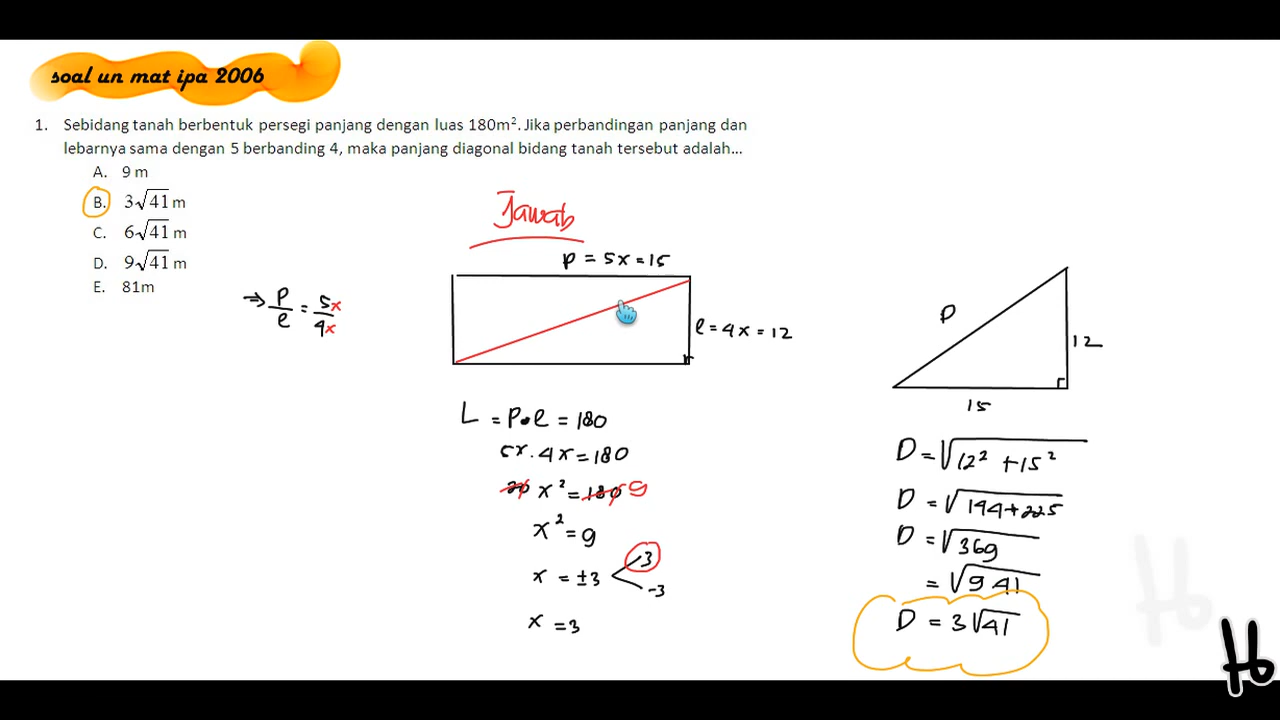 soal un mat ipa 2006
1. Sebidang tanah berbentuk persegi panjang dengan luas 180m². Jika perbandingan panjang dan
lebarnya sama dengan 5 berbanding 4, maka panjang diagonal bidang tanah tersebut adalah...
A. 9 m
B. 3√41 m
C. 6√41 m
D. 9√41 m
E. 81m
⇒ p/l = 5x/4x
Jawab
p = 5x = 15
l = 4x = 12
L = p.l = 180
5x . 4x = 180
20 x² = 180 9
x² = 9
x = ±3 3
-3
x = 3
D
12
15
D = √12² + 15²
D = √144 + 225
D = √369
= √9 41
D = 3√41
Hb